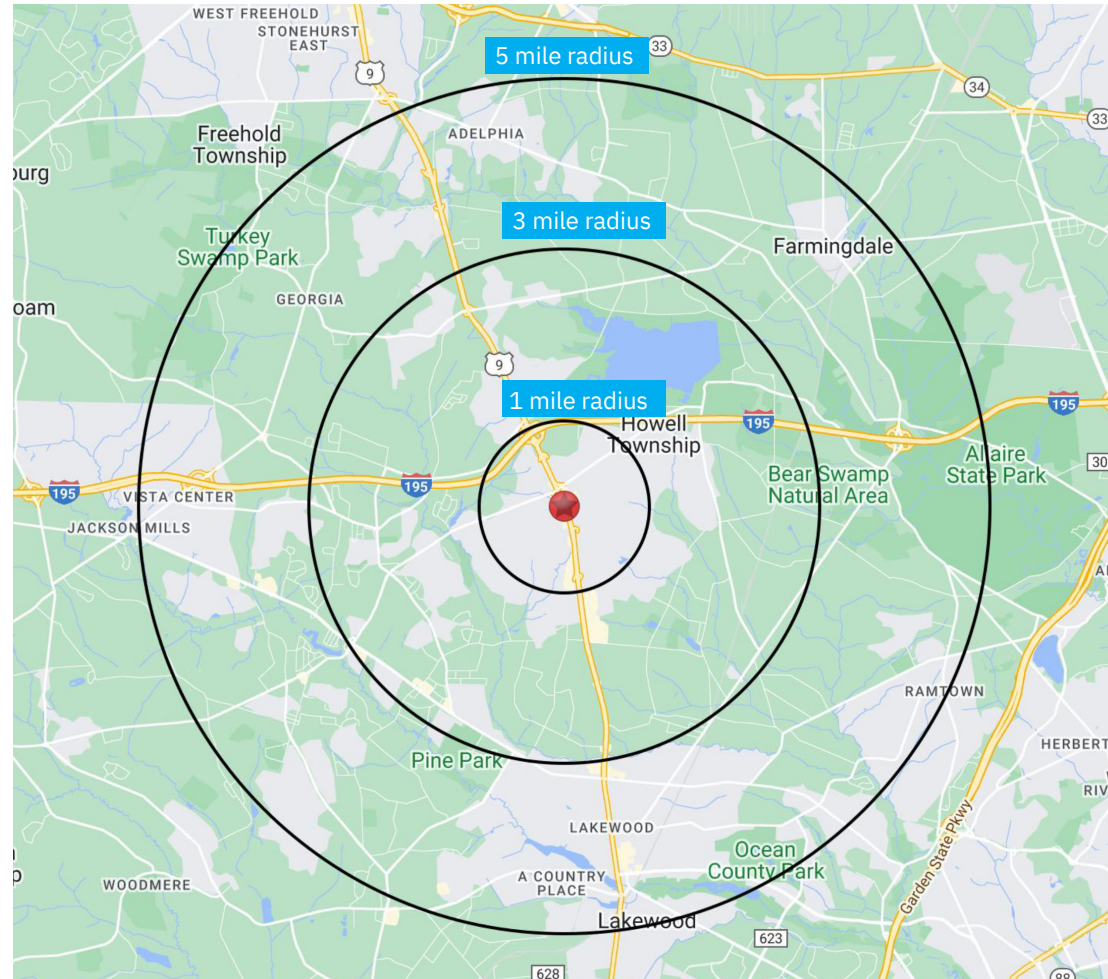 WEST FREEHOLD
STONEHURST
EAST
33
5 mile radius
9
34
33
ADELPHIA
Freehold
Township
burg
3 mile radius
Turkey
Swamp Park
Farmingdale
GEORGIA
oam
9
1 mile radius
195
195
Howell
Township
Allaire
State Park
30
Bear Swamp
Natural Area
195
195
VISTA CENTER
JACKSON MILLS
RAMTOWN
HERBERT
Pine Park
RIV
LAKEWOOD
Garden State Pkwy
Ocean
County Park
A COUNTRY
PLACE
WOODMERE
Lakewood
623
628
88